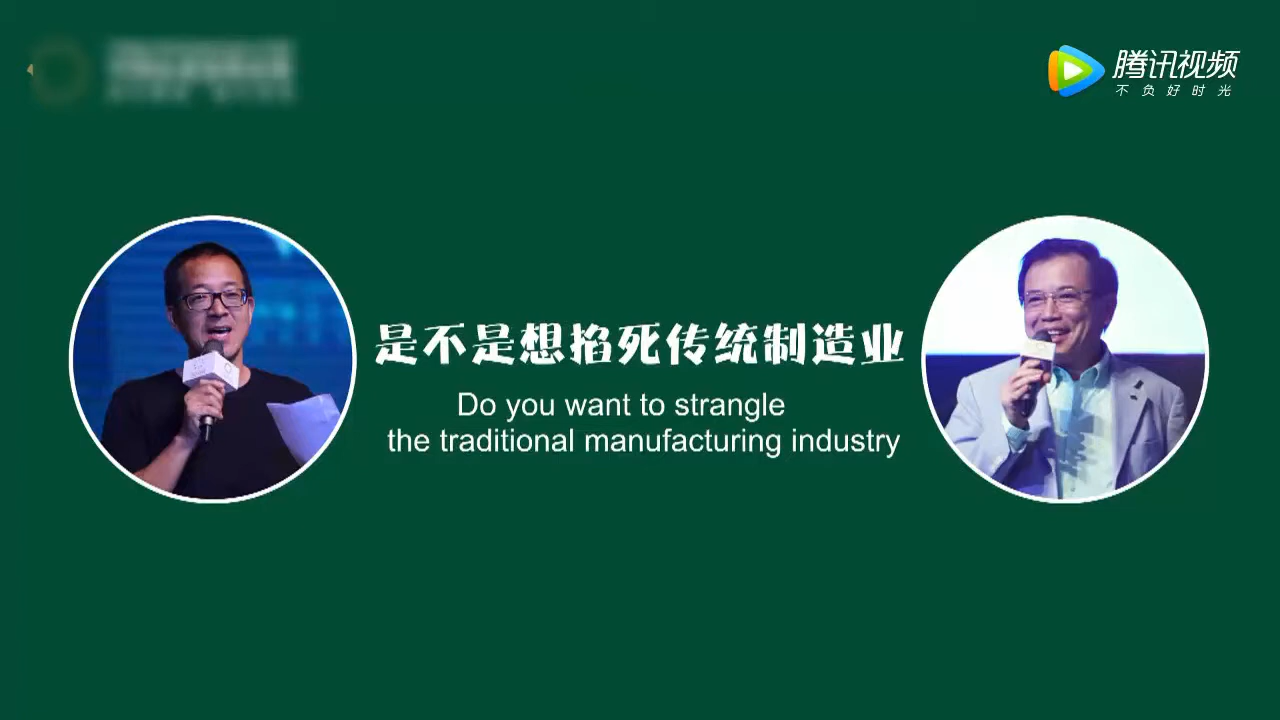 腾讯视频
不负好时光
是不是想掐死传统制造业
Do you want to strangle
the traditional manufacturing industry